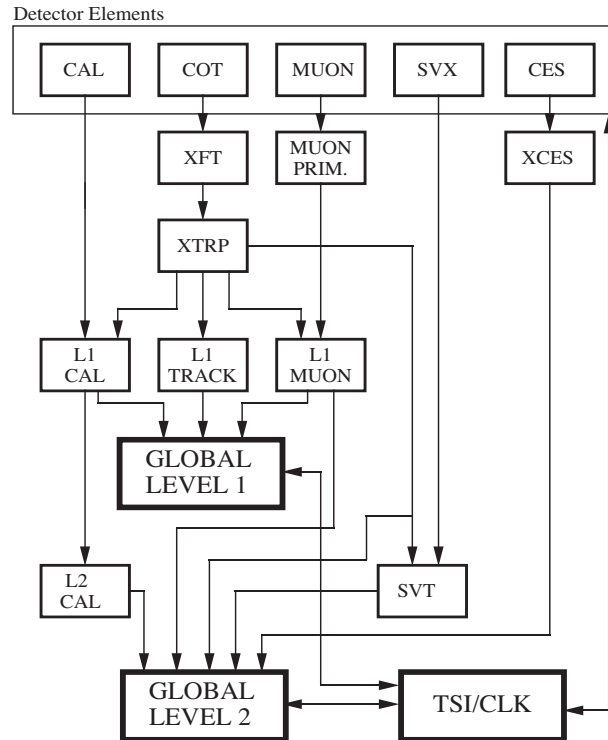 Detector Elements
CAL
COT
MUON
SVX
CES
XFT
MUON
PRIM.
XCES
XTRP
L1
CAL
L1
TRACK
L1
MUON
GLOBAL
LEVEL 1
L2
CAL
SVT
GLOBAL
LEVEL 2
TSI/CLK